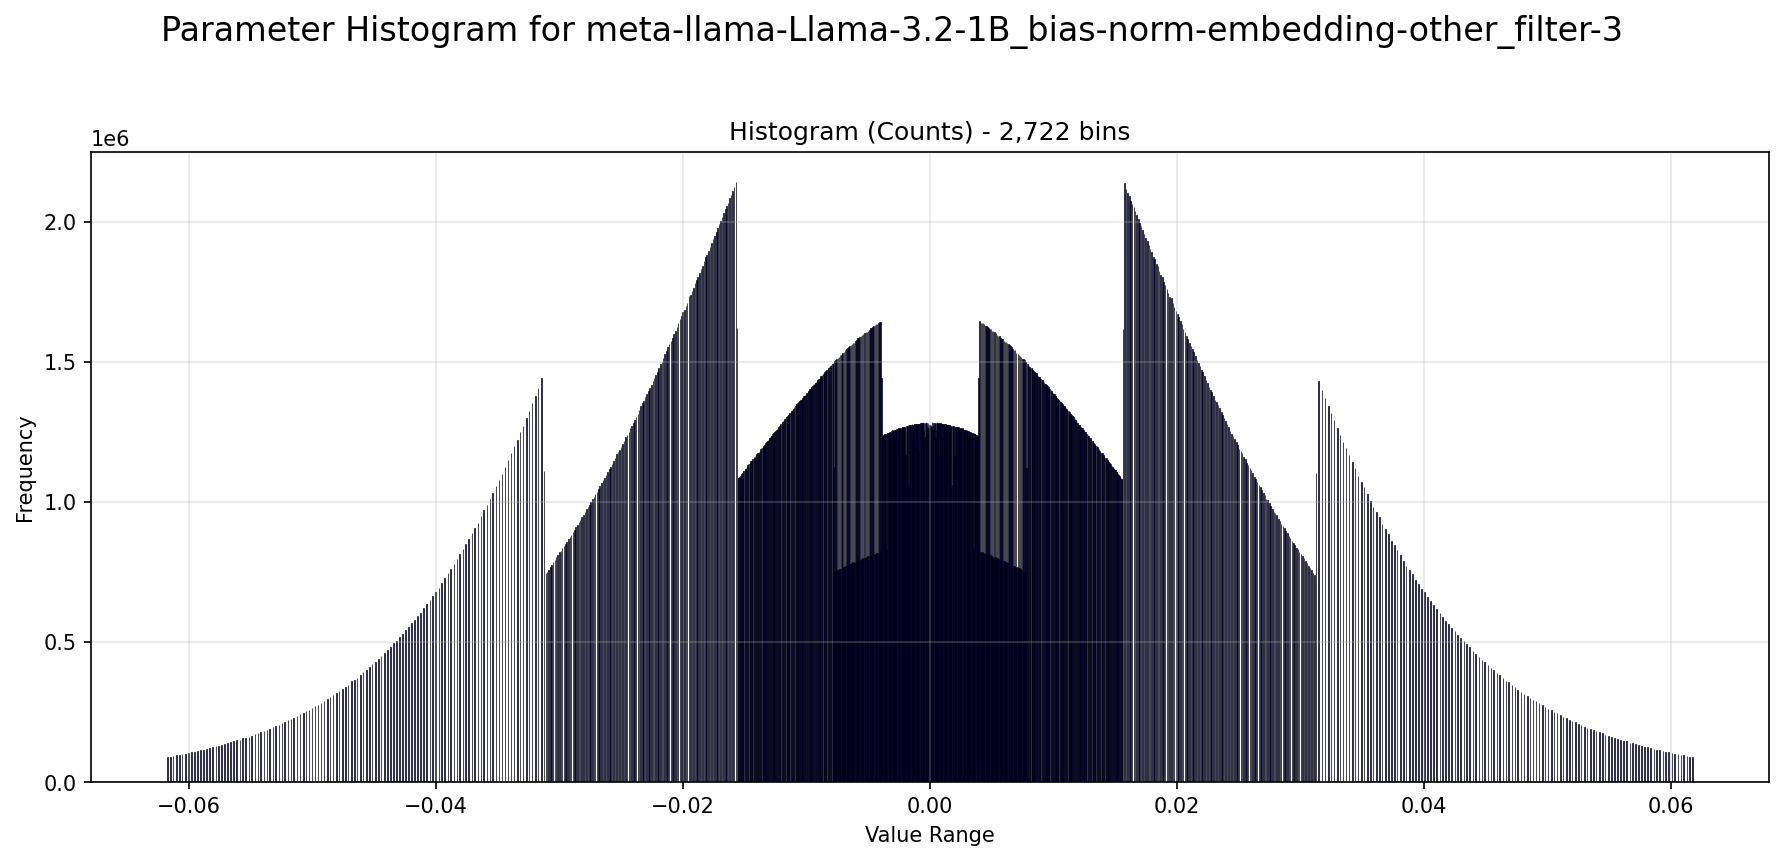 Parameter Histogram for meta-llama-Llama-3.2-1B_bias-norm-embedding-other_filter-3
Histogram (Counts) - 2,722 bins
1e6
2.0
1.5
1.0
0.5
0.0
Frequency
−0.06 −0.04 −0.02 0.00 0.02 0.04 0.06
Value Range